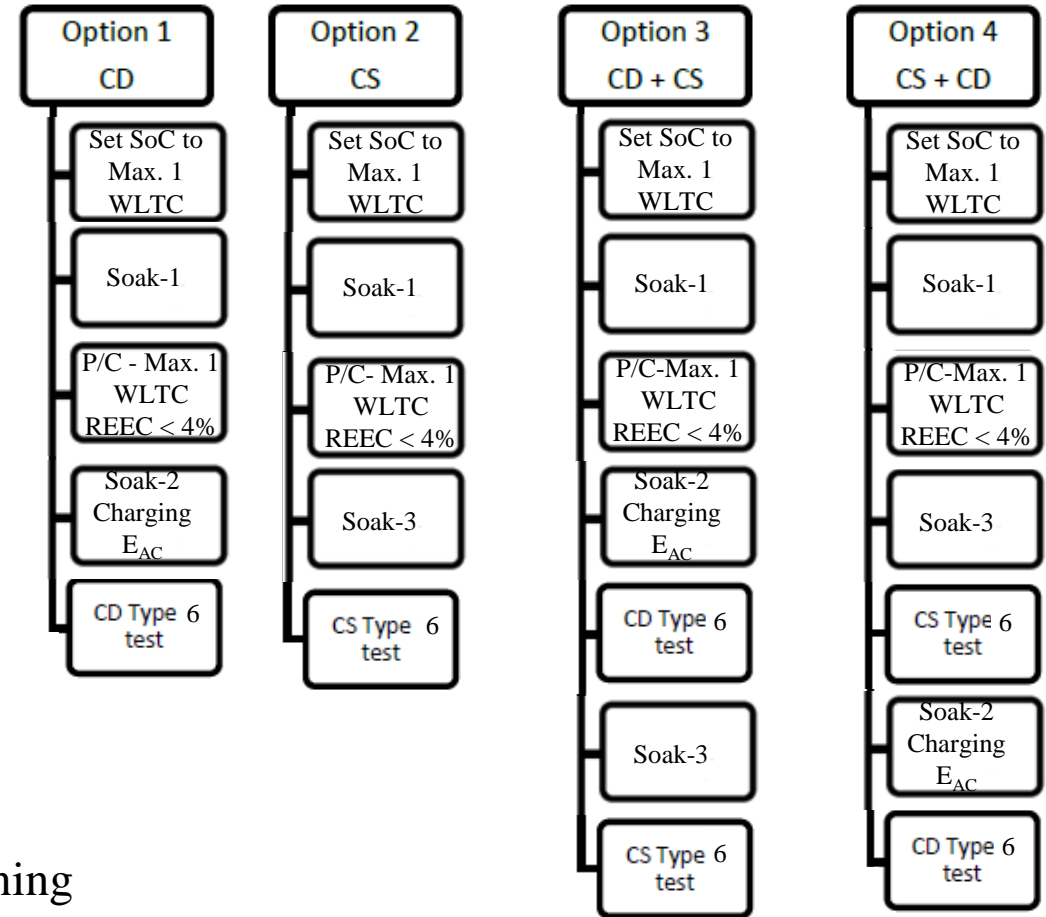 Option 1
CD
Set SoC to
Max. 1
WLTC
Soak-1
P/C - Max. 1
WLTC
REEC < 4%
Soak-2
Charging
E_AC
CD Type 6
test
Option 2
CS
Set SoC to
Max. 1
WLTC
Soak-1
P/C- Max. 1
WLTC
REEC < 4%
Soak-3
CS Type 6
test
Option 3
CD + CS
Set SoC to
Max. 1
WLTC
Soak-1
P/C-Max. 1
WLTC
REEC < 4%
Soak-2
Charging
E_AC
CD Type 6
test
Soak-3
CS Type 6
test
Option 4
CS + CD
Set SoC to
Max. 1
WLTC
Soak-1
P/C-Max. 1
WLTC
REEC < 4%
Soak-3
CS Type 6
test
Soak-2
Charging
E_AC
CD Type 6
test